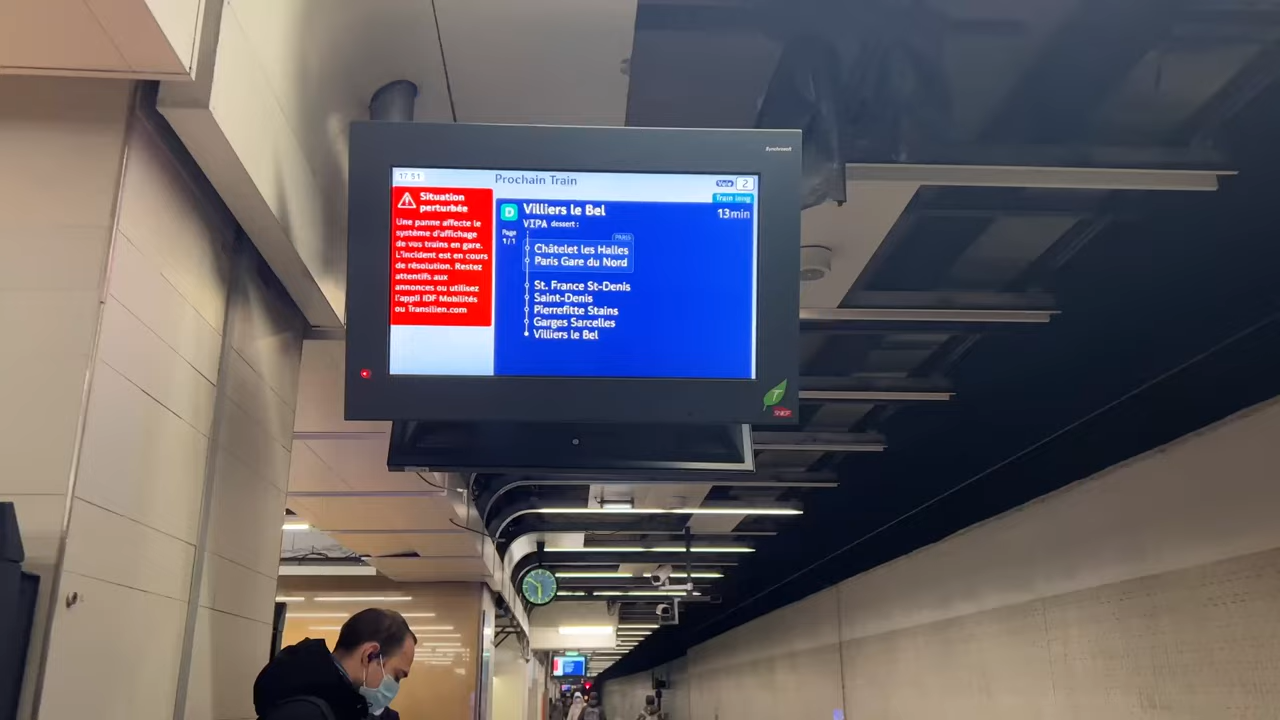 17 51
Prochain Train
Voie 2
Situation
perturbée
Une panne affecte le
système d'affichage
de vos trains en gare.
L'incident est en cours
de résolution. Restez
attentifs aux
annonces ou utilisez
l'appli IDF Mobilités
ou Transilien.com
Train long
D Villiers le Bel
13 min
VIPA dessert :
Page
1/1
PARIS
Châtelet les Halles
Paris Gare du Nord
St. France St-Denis
Saint-Denis
Pierrefitte Stains
Garges Sarcelles
Villiers le Bel
SNCF